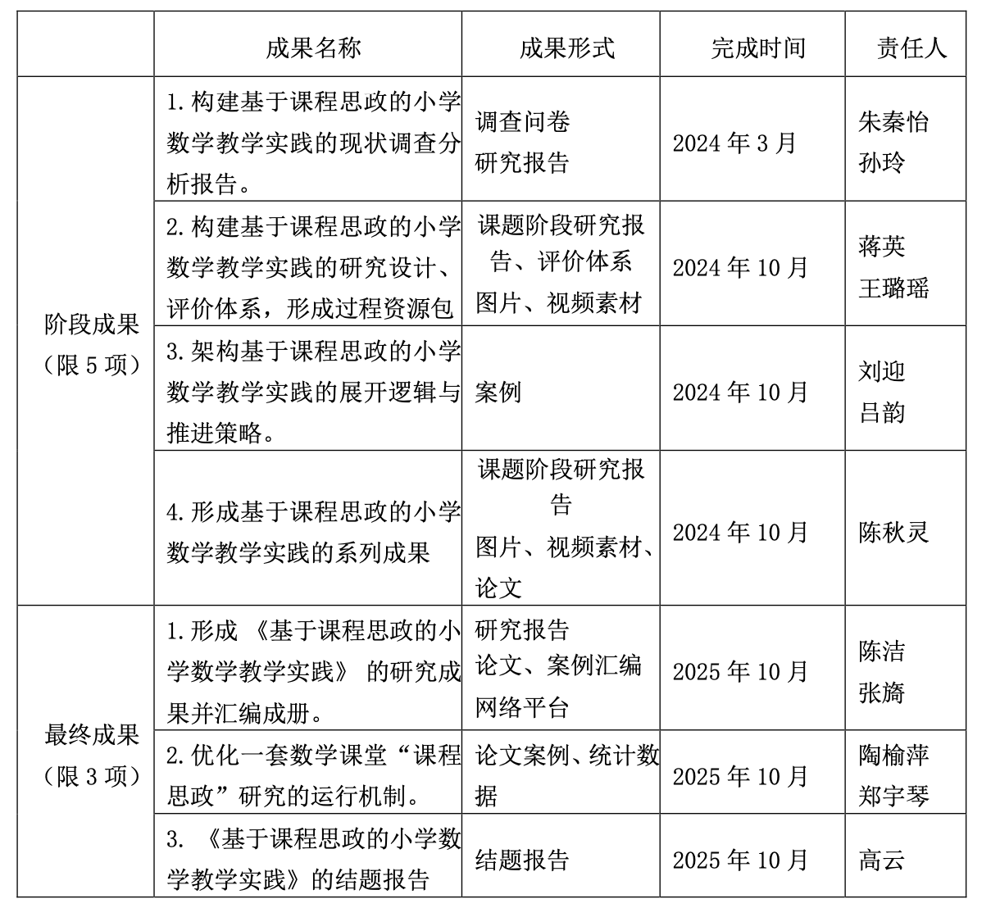 成果名称 成果形式 完成时间 责任人
阶段成果
（限 5 项）
1.构建基于课程思政的小学
数学教学实践的现状调查分
析报告。
调查问卷
研究报告
2024 年 3 月
朱秦怡
孙玲
2.构建基于课程思政的小学
数学教学实践的研究设计、
评价体系，形成过程资源包
课题阶段研究报
告、评价体系
图片、视频素材
2024 年 10 月
蒋英
王璐瑶
3.架构基于课程思政的小学
数学教学实践的展开逻辑与
推进策略。
案例
2024 年 10 月
刘迎
吕韵
4.形成基于课程思政的小学
数学教学实践的系列成果
课题阶段研究报
告
图片、视频素材、
论文
2024 年 10 月
陈秋灵
最终成果
（限 3 项）
1.形成 《基于课程思政的小
学数学教学实践》 的研究成
果并汇编成册。
研究报告
论文、案例汇编
网络平台
2025 年 10 月
陈洁
张旖
2.优化一套数学课堂“课程
思政”研究的运行机制。
论文案例、统计数
据
2025 年 10 月
陶榆萍
郑宇琴
3. 《基于课程思政的小学数
学教学实践》的结题报告
结题报告
2025 年 10 月
高云